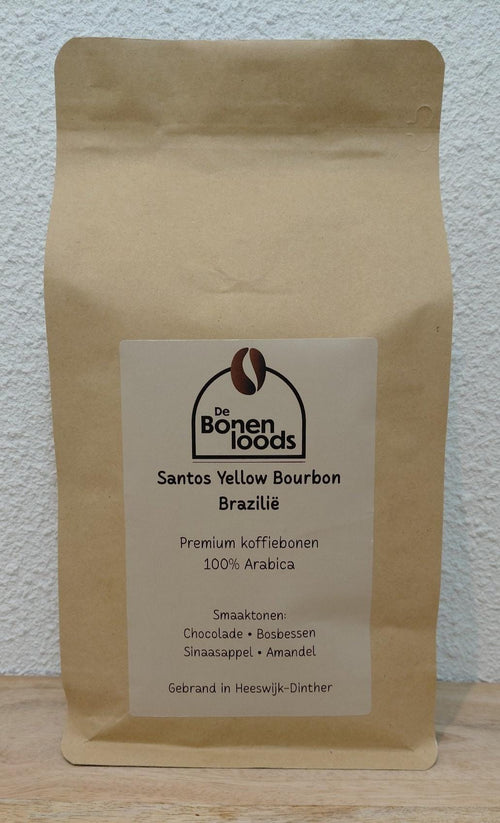 De
Bonen
loods
Santos Yellow Bourbon
Brazilië
Premium koffiebonen
100% Arabica
Smaaktonen:
Chocolade • Bosbessen
Sinaasappel • Amandel
Gebrand in Heeswijk-Dinther